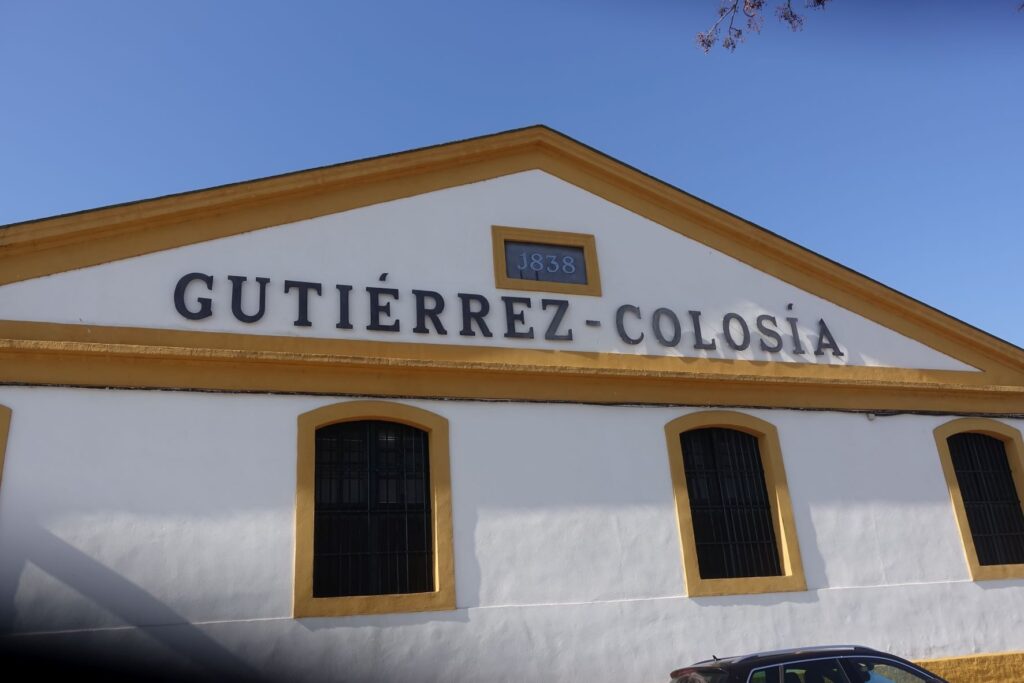 1838
GUTIÉRREZ - COLOSÍA